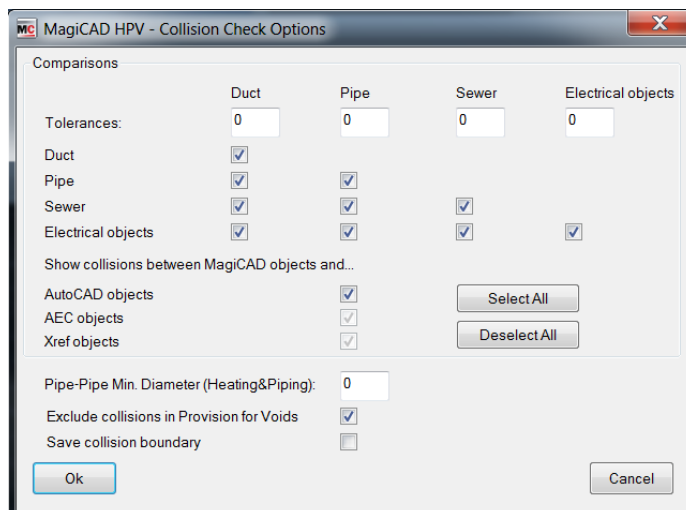 MC MagiCAD HPV - Collision Check Options
Comparisons
Duct Pipe Sewer Electrical objects
Tolerances: 0 0 0 0
Duct
Pipe
Sewer
Electrical objects
Show collisions between MagiCAD objects and...
AutoCAD objects
Select All
AEC objects
Xref objects
Deselect All
Pipe-Pipe Min. Diameter (Heating&Piping): 0
Exclude collisions in Provision for Voids
Save collision boundary
Ok Cancel